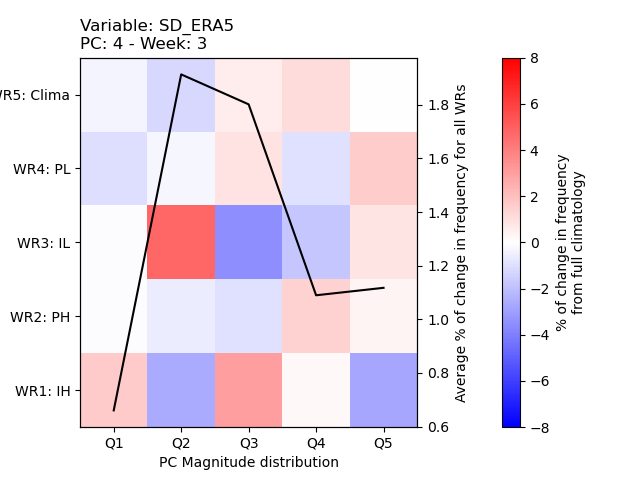 Variable: SD_ERA5
PC: 4 - Week: 3
WR5: Clima
WR4: PL
WR3: IL
WR2: PH
WR1: IH
Q1 Q2 Q3 Q4 Q5
PC Magnitude distribution
1.8
1.6
1.4
1.2
1.0
0.8
0.6
Average % of change in frequency for all WRs
8
6
4
2
0
−2
−4
−6
−8
% of change in frequency
from full climatology